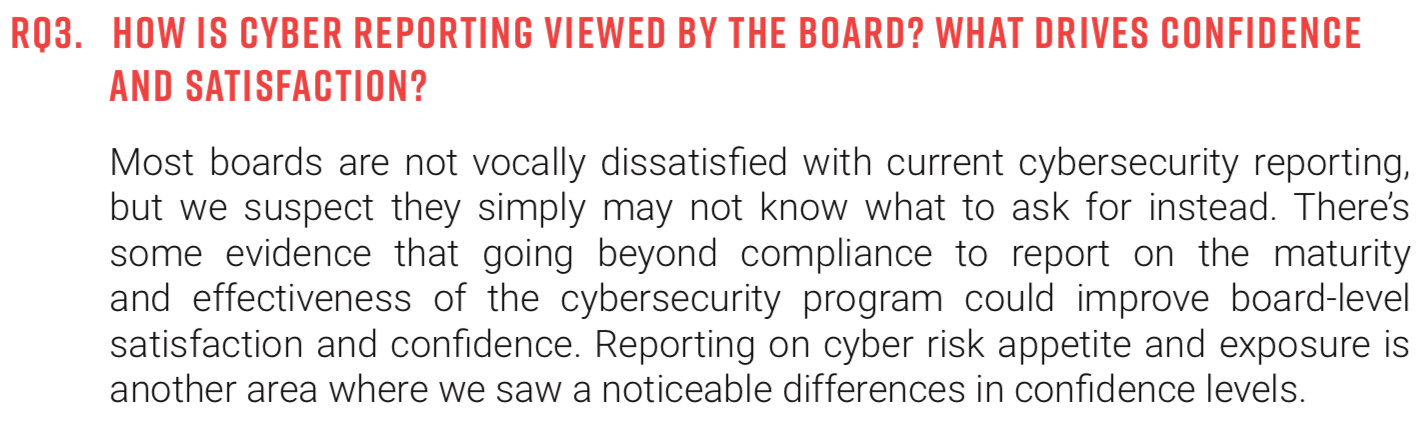 RQ3. HOW IS CYBER REPORTING VIEWED BY THE BOARD? WHAT DRIVES CONFIDENCE
AND SATISFACTION?
Most boards are not vocally dissatisfied with current cybersecurity reporting,
but we suspect they simply may not know what to ask for instead. There’s
some evidence that going beyond compliance to report on the maturity
and effectiveness of the cybersecurity program could improve board-level
satisfaction and confidence. Reporting on cyber risk appetite and exposure is
another area where we saw a noticeable differences in confidence levels.